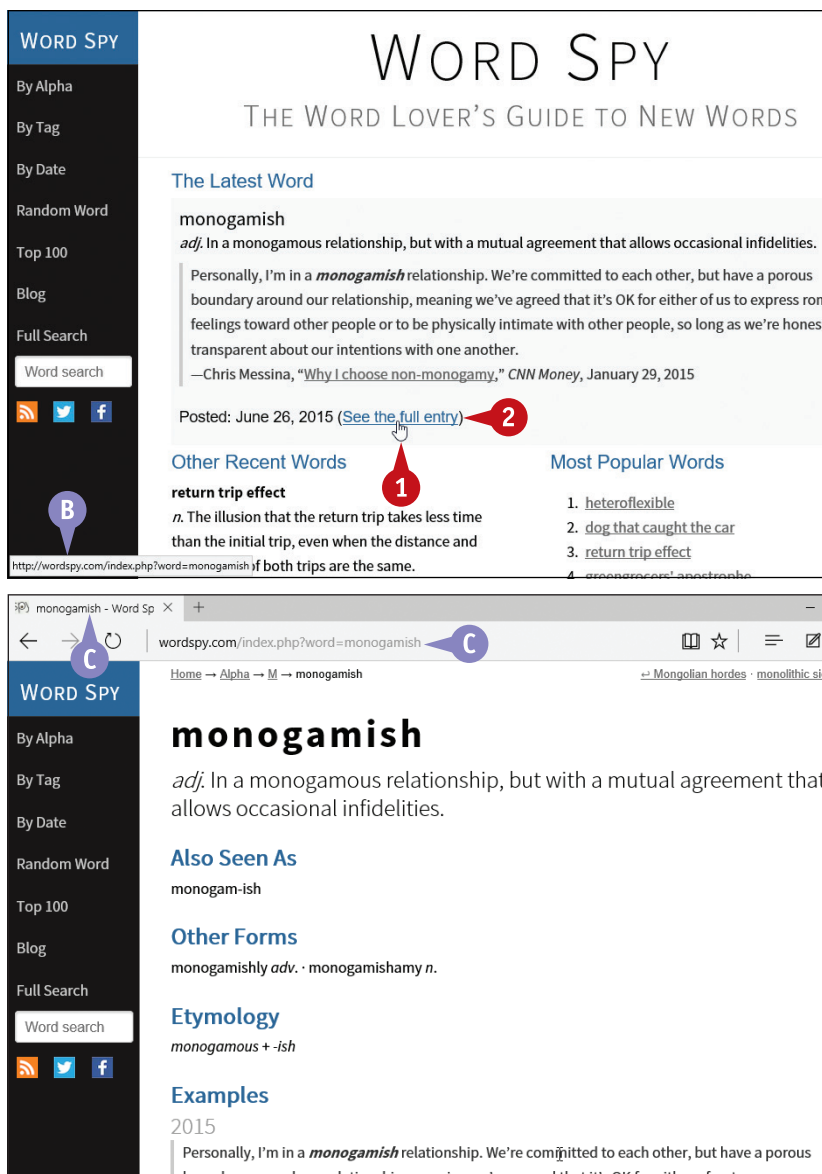 WORD SPY
By Alpha
By Tag
By Date
Random Word
Top 100
Blog
Full Search
Word search
WORD SPY
THE WORD LOVER'S GUIDE TO NEW WORDS
The Latest Word
monogamish
adj. In a monogamous relationship, but with a mutual agreement that allows occasional infidelities.
Personally, I'm in a monogamish relationship. We're committed to each other, but have a porous
boundary around our relationship, meaning we've agreed that it's OK for either of us to express
feelings toward other people or to be physically intimate with other people, so long as we're
transparent about our intentions with one another.
—Chris Messina, “Why I choose non-monogamy,” CNN Money, January 29, 2015
Posted: June 26, 2015 (See the full entry)
2
1
Other Recent Words
return trip effect
n. The illusion that the return trip takes less time
than the initial trip, even when the distance and
of both trips are the same.
B
http://wordspy.com/index.php?word=monogamish
Most Popular Words
1. heteroflexible
2. dog that caught the car
3. return trip effect
4. greengrocers' apostrophe
monogamish - Word Sp
wordspy.com/index.php?word=monogamish
C
C
Home → Alpha → M → monogamish
↩ Mongolian hordes · monolithic
WORD SPY
By Alpha
By Tag
By Date
Random Word
Top 100
Blog
Full Search
Word search
monogamish
adj. In a monogamous relationship, but with a mutual agreement that
allows occasional infidelities.
Also Seen As
monogam-ish
Other Forms
monogamishly adv. · monogamishamy n.
Etymology
monogamous + -ish
Examples
2015
Personally, I'm in a monogamish relationship. We're committed to each other, but have a porous